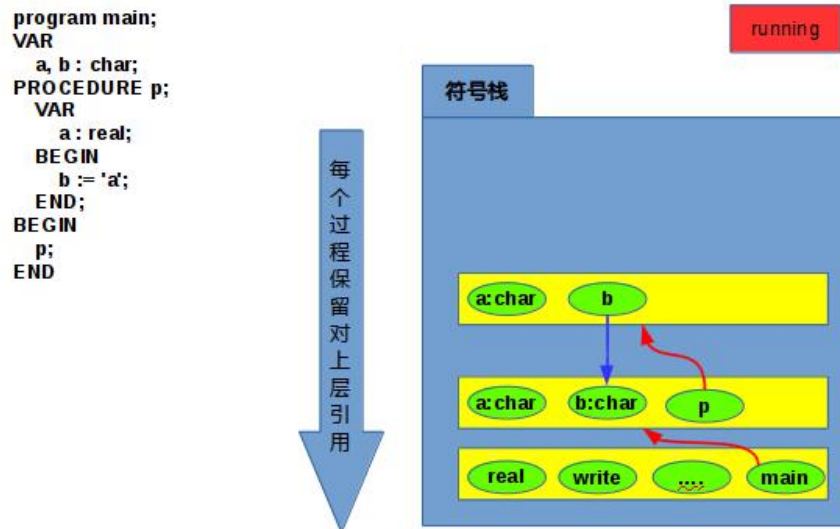 program main;
VAR
a, b : char;
PROCEDURE p;
VAR
a : real;
BEGIN
b := 'a';
END;
BEGIN
p;
END
running
符号栈
每个过程保留对上层引用
a:char
b
a:char
b:char
p
real
write
....
main